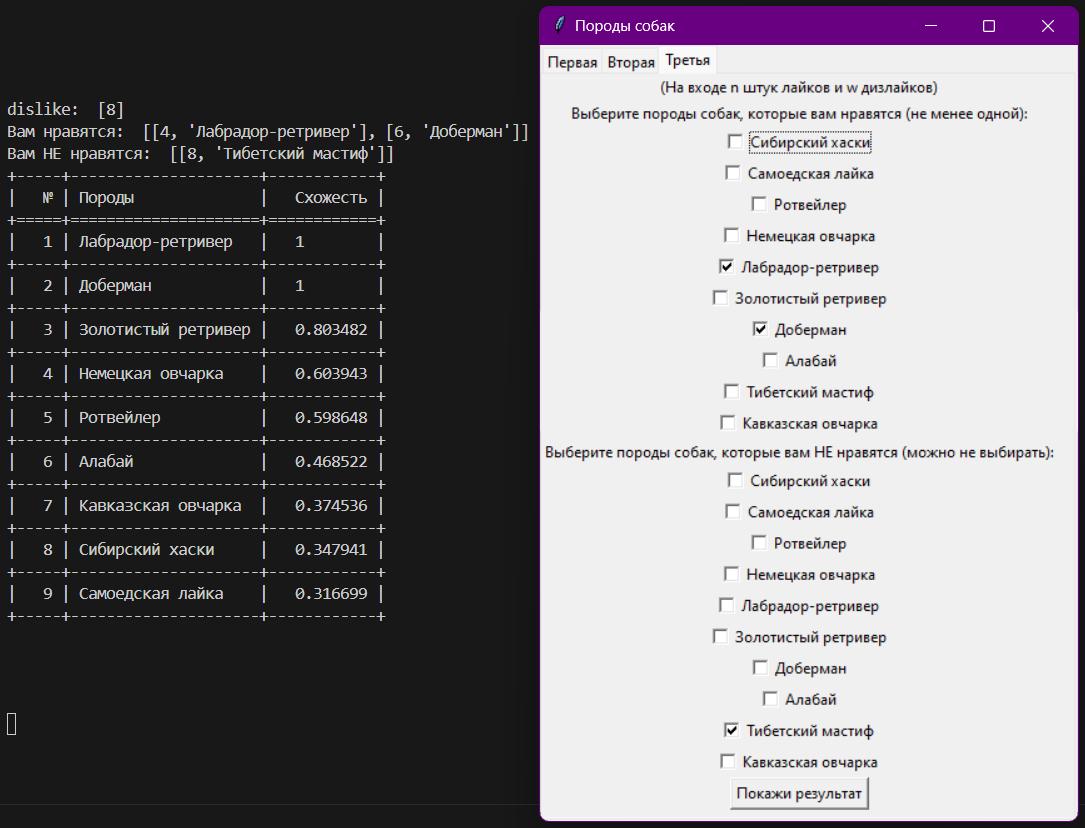 dislike:  [8]
Вам нравятся:  [[4, 'Лабрадор-ретривер'], [6, 'Доберман']]
Вам НЕ нравятся:  [[8, 'Тибетский мастиф']]
№ | Породы | Схожесть
1 | Лабрадор-ретривер | 1
2 | Доберман | 1
3 | Золотистый ретривер | 0.803482
4 | Немецкая овчарка | 0.603943
5 | Ротвейлер | 0.598648
6 | Алабай | 0.468522
7 | Кавказская овчарка | 0.374536
8 | Сибирский хаски | 0.347941
9 | Самоедская лайка | 0.316699
Породы собак
Первая Вторая Третья
(На входе n штук лайков и w дизлайков)
Выберите породы собак, которые вам нравятся (не менее одной):
Сибирский хаски
Самоедская лайка
Ротвейлер
Немецкая овчарка
Лабрадор-ретривер
Золотистый ретривер
Доберман
Алабай
Тибетский мастиф
Кавказская овчарка
Выберите породы собак, которые вам НЕ нравятся (можно не выбирать):
Сибирский хаски
Самоедская лайка
Ротвейлер
Немецкая овчарка
Лабрадор-ретривер
Золотистый ретривер
Доберман
Алабай
Тибетский мастиф
Кавказская овчарка
Покажи результат